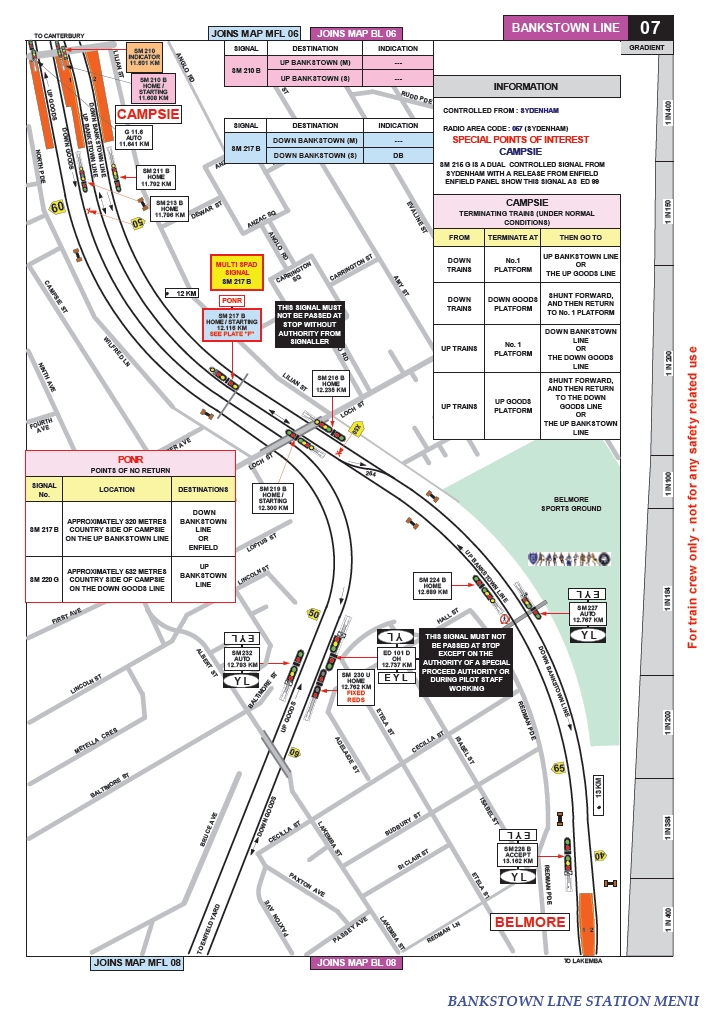 BANKSTOWN LINE
07
TO CANTERBURY
JOINS MAP MFL 06
JOINS MAP BL 06
GRADIENT
SIGNAL DESTINATION INDICATION
SM 210 B
UP BANKSTOWN (M) ---
UP BANKSTOWN (S) ---
SIGNAL DESTINATION INDICATION
SM 217 B
DOWN BANKSTOWN (M) ---
DOWN BANKSTOWN (S) DB
INFORMATION
CONTROLLED FROM : SYDENHAM
RADIO AREA CODE : 057 (SYDENHAM)
SPECIAL POINTS OF INTEREST
CAMPSIE
SM 216 G IS A DUAL CONTROLLED SIGNAL FROM
SYDENHAM WITH A RELEASE FROM ENFIELD
ENFIELD PANEL SHOW THIS SIGNAL AS ED 99
CAMPSIE
TERMINATING TRAINS (UNDER NORMAL
CONDITIONS)
FROM TERMINATE AT THEN GO TO
DOWN TRAINS
No.1 PLATFORM
UP BANKSTOWN LINE
OR
THE UP GOODS LINE
DOWN TRAINS
DOWN GOODS PLATFORM
SHUNT FORWARD,
AND THEN RETURN
TO No. 1 PLATFORM
UP TRAINS
No. 1 PLATFORM
DOWN BANKSTOWN
LINE
OR
THE DOWN GOODS
LINE
UP TRAINS
UP GOODS PLATFORM
SHUNT FORWARD,
AND THEN RETURN
TO THE DOWN
GOODS LINE
OR
THE UP BANKSTOWN
LINE
SM 210
INDICATOR
11.601 KM
SM 210 B
HOME /
STARTING
11.608 KM
CAMPSIE
G 11.6
AUTO
11.641 KM
SM 211 B
HOME
11.792 KM
SM 213 B
HOME
11.796 KM
UP GOODS
DOWN GOODS
UP BANKSTOWN LINE
DOWN BANKSTOWN LINE
LILIAN ST
ANGLO RD
RUDD PDE
NORTH PDE
60
50
DEWAR ST
ANZAC SQ
ANGLO RD
EVALINE ST
CARRINGTON
SQ
CARRINGTON ST
AMY ST
12 KM
MULTI SPAD
SIGNAL
SM 217 B
PONR
SM 217 B
HOME / STARTING
12.116 KM
SEE PLATE "F"
THIS SIGNAL MUST
NOT BE PASSED AT
STOP WITHOUT
AUTHORITY FROM
SIGNALLER
CAMPSIE ST
WILFRED LN
NINTH AVE
FOURTH
AVE
LILIAN ST
SM 216 B
HOME
12.235 KM
LOCH ST
LOCH ST
264
SM 219 B
HOME /
STARTING
12.300 KM
PONR
POINTS OF NO RETURN
SIGNAL No. LOCATION DESTINATIONS
SM 217 B
APPROXIMATELY 320 METRES
COUNTRY SIDE OF CAMPSIE
ON THE UP BANKSTOWN LINE
DOWN
BANKSTOWN
LINE
OR
ENFIELD
SM 220 G
APPROXIMATELY 532 METRES
COUNTRY SIDE OF CAMPSIE
ON THE DOWN GOODS LINE
UP
BANKSTOWN
LINE
BELMORE
SPORTS GROUND
LOFTUS ST
LINCOLN ST
FIRST AVE
LINCOLN ST
METELLA CRES
BALTIMORE ST
ALBERT ST
BALTIMORE ST
UP BANKSTOWN LINE
SM 224 B
HOME
12.689 KM
HALL ST
EYL
SM 227
AUTO
12.767 KM
YL
EYL
SM 232
AUTO
12.793 KM
YL
50
YL
ED 101 D
OH
12.737 KM
EYL
SM 230 U
HOME
12.762 KM
FIXED
REDS
THIS SIGNAL MUST NOT
BE PASSED AT STOP
EXCEPT ON THE
AUTHORITY OF A SPECIAL
PROCEED AUTHORITY OR
DURING PILOT STAFF
WORKING
UP GOODS
DOWN GOODS
DOWN BANKSTOWN LINE
REDMAN PDE
ETELA ST
ADELAIDE ST
CECILLA ST
ISABEL ST
60
65
13 KM
40
BRUCE AVE
CECILLA ST
LAKEMBA ST
SUDBURY ST
ISABEL ST
ST CLAIR ST
ETELA ST
EYL
SM 228 B
ACCEPT
13.162 KM
YL
REDMAN PDE
PAXTON AVE
PAXTON AVE
PASSEY AVE
LAKEMBA ST
REDMAN LN
BELMORE
1 2
TO ENFIELD YARD
TO LAKEMBA
JOINS MAP MFL 08
JOINS MAP BL 08
1 IN 400
1 IN 150
1 IN 200
1 IN 100
1 IN 184
1 IN 200
1 IN 384
1 IN 400
For train crew only - not for any safety related use
BANKSTOWN LINE STATION MENU